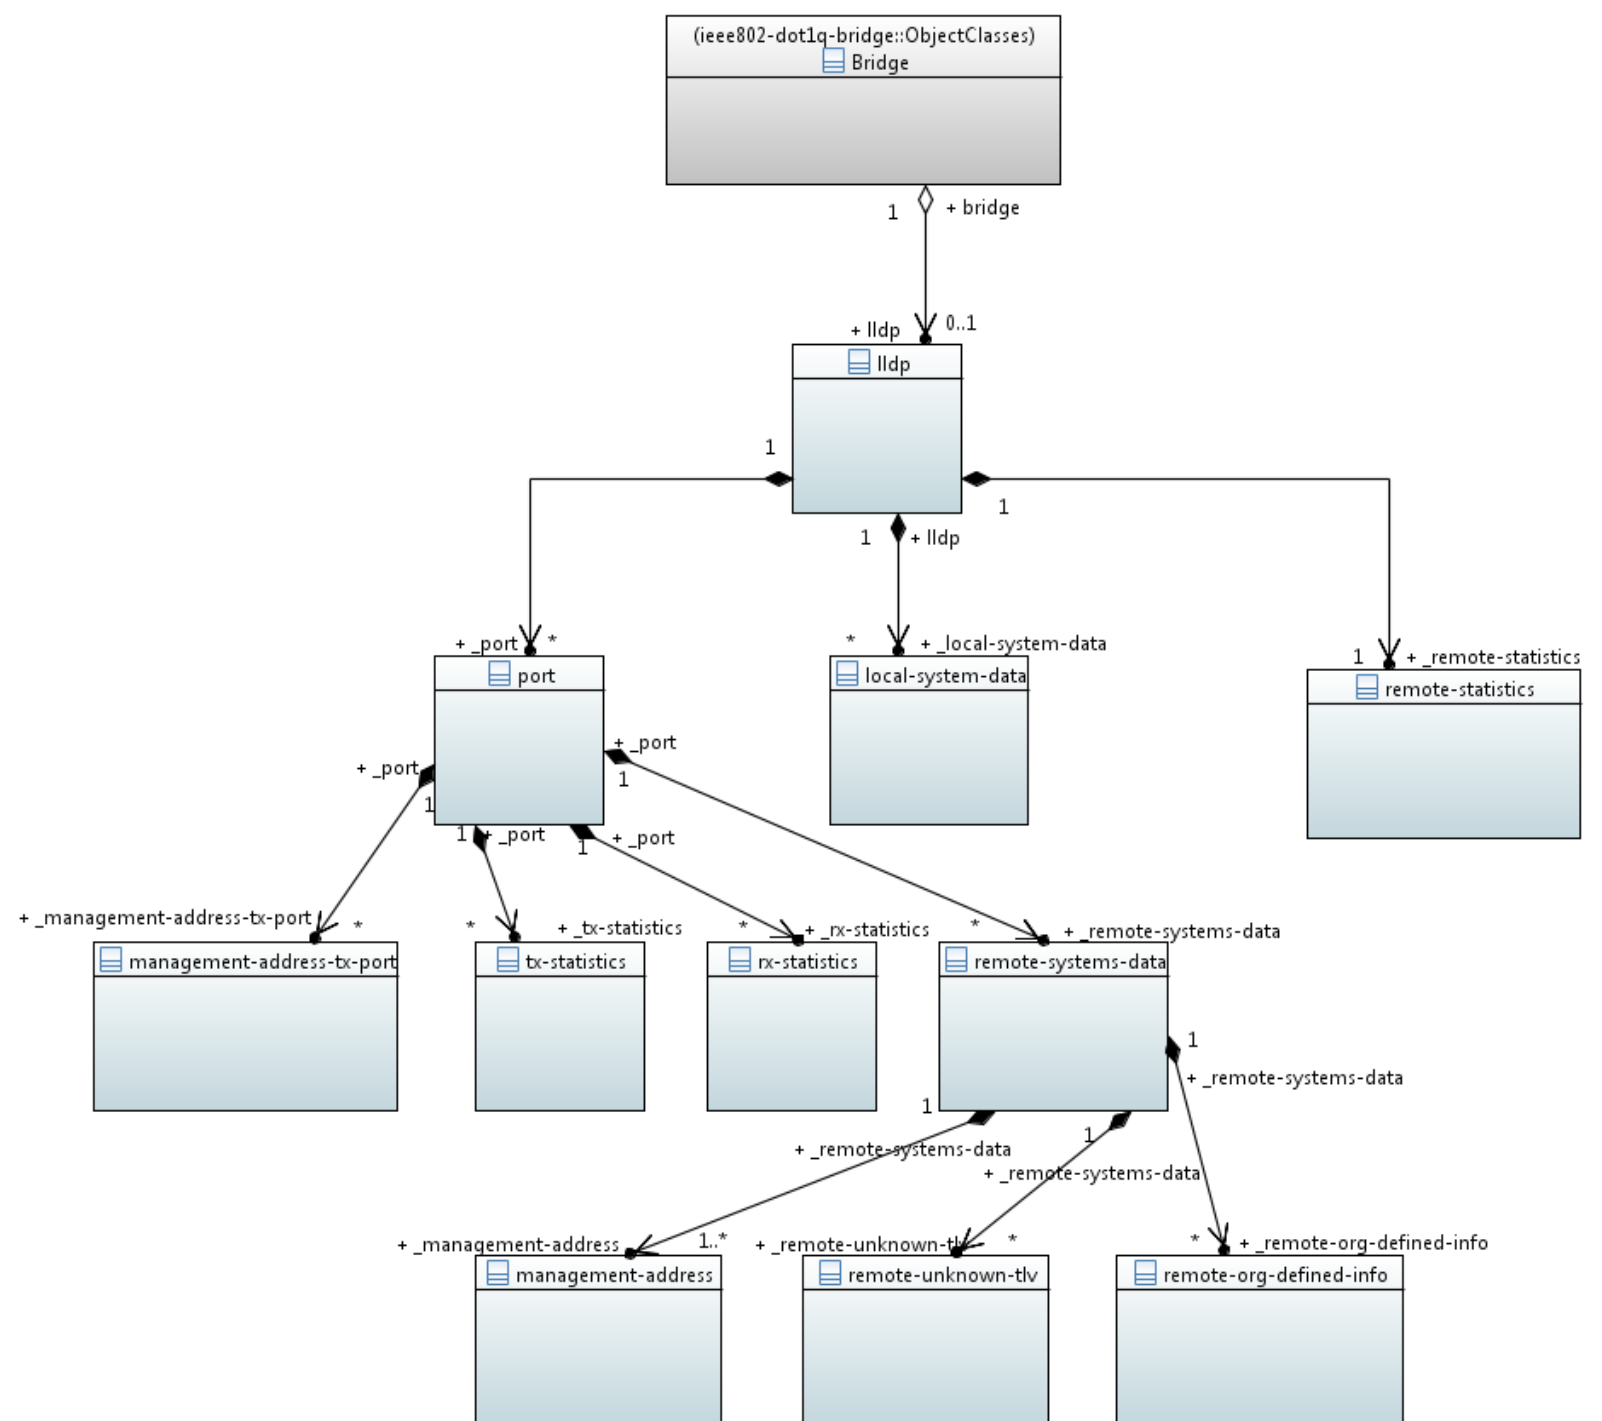 (ieee802-dot1q-bridge::ObjectClasses)
Bridge
1
+ bridge
+ lldp
0..1
lldp
1
1
1
+ lldp
+ _port
*
*
+ _local-system-data
1
+ _remote-statistics
port
local-system-data
remote-statistics
+ _port
+ _port
1
1
1
+ _port
1
+ _port
+ _management-address-tx-port
*
*
+ _tx-statistics
*
+ _rx-statistics
*
+ _remote-systems-data
management-address-tx-port
tx-statistics
rx-statistics
remote-systems-data
1
+ _remote-systems-data
1
1
+ _remote-systems-data
+ _remote-systems-data
+ _management-address
1..*
+ _remote-unknown-tlv
*
*
+ _remote-org-defined-info
management-address
remote-unknown-tlv
remote-org-defined-info